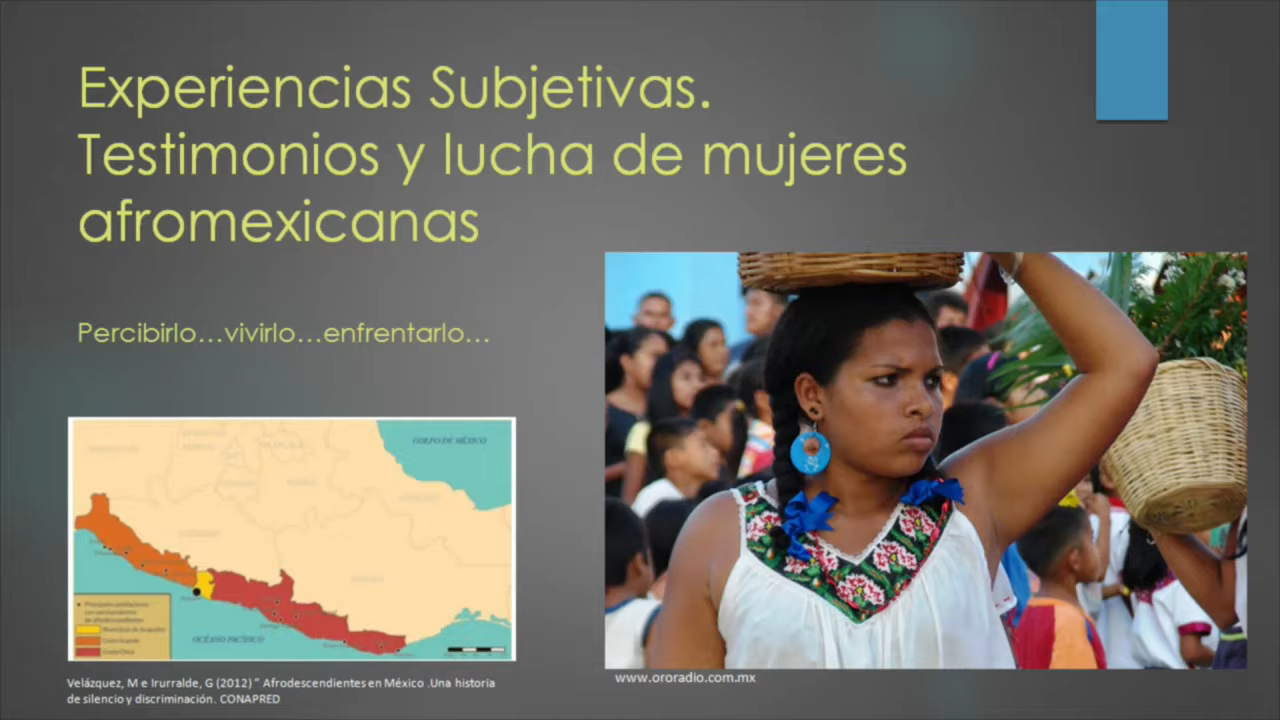 Experiencias Subjetivas.
Testimonios y lucha de mujeres
afromexicanas
Percibirlo...vivirlo...enfrentarlo...
GOLFO DE MÉXICO
OCÉANO PACÍFICO
Velázquez, M e Irurralde, G (2012) “ Afrodescendientes en México .Una historia
de silencio y discriminación. CONAPRED
www.ororadio.com.mx